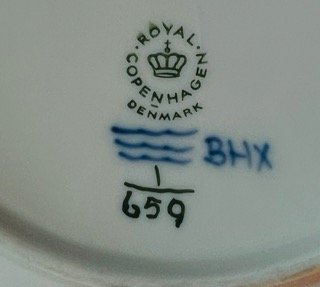 ROYAL COPENHAGEN
DENMARK
BHX
1
659